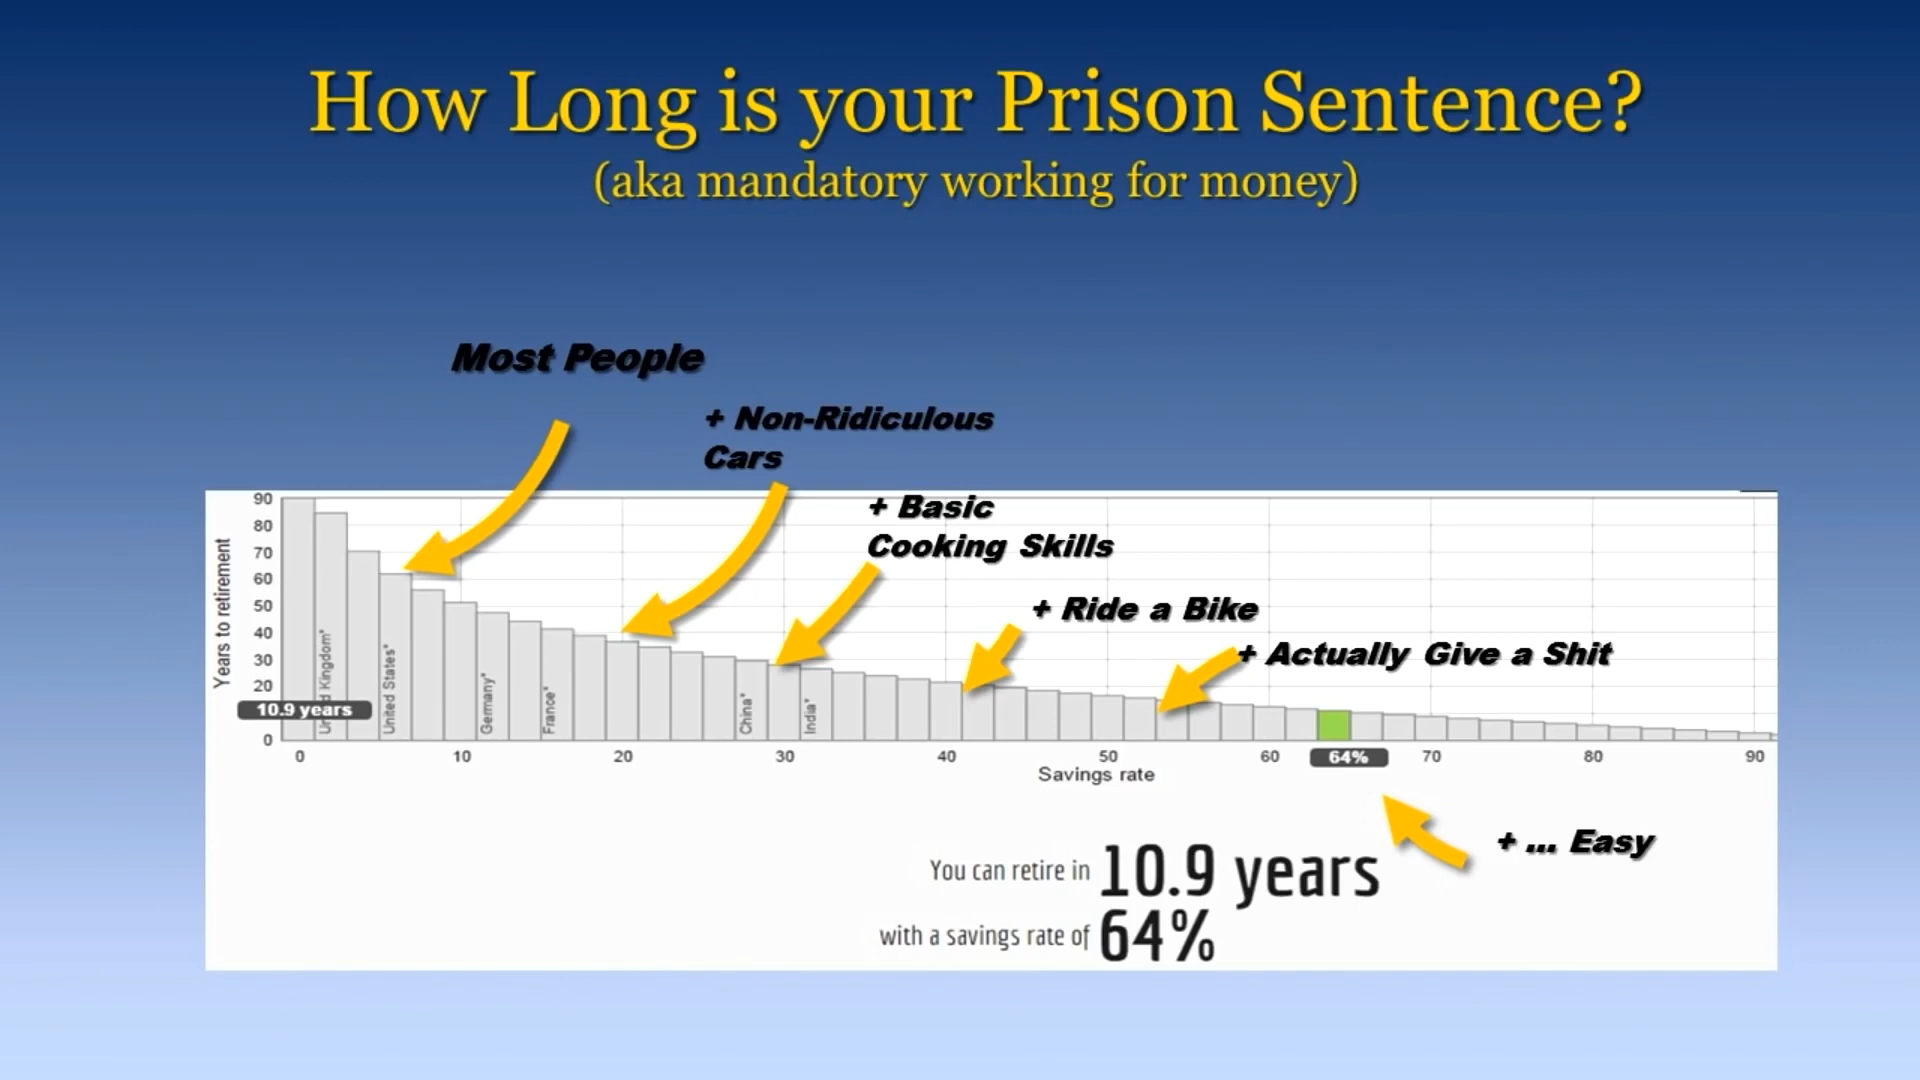 How Long is your Prison Sentence?
(aka mandatory working for money)
Most People
+ Non-Ridiculous
Cars
+ Basic
Cooking Skills
+ Ride a Bike
+ Actually Give a Shit
Years to retirement
90
80
70
60
50
40
30
20
10.9 years
0
Kingdom*
United States*
Germany*
France*
China*
India*
0 10 20 30 40 50 60 64% 70 80 90
Savings rate
+ ... Easy
You can retire in 10.9 years
with a savings rate of 64%